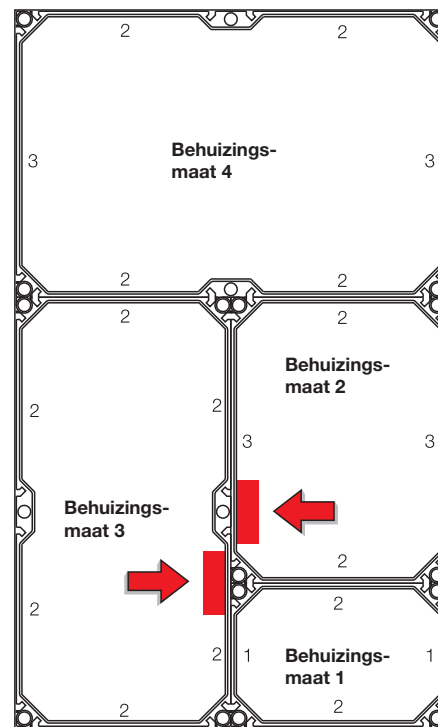 2 2
Behuizings-
maat 4
3 3
2 2
2 2
Behuizings-
maat 2
2 2
3 3
Behuizings-
maat 3
2
2 2
2 1 1
Behuizings-
maat 1
2 2